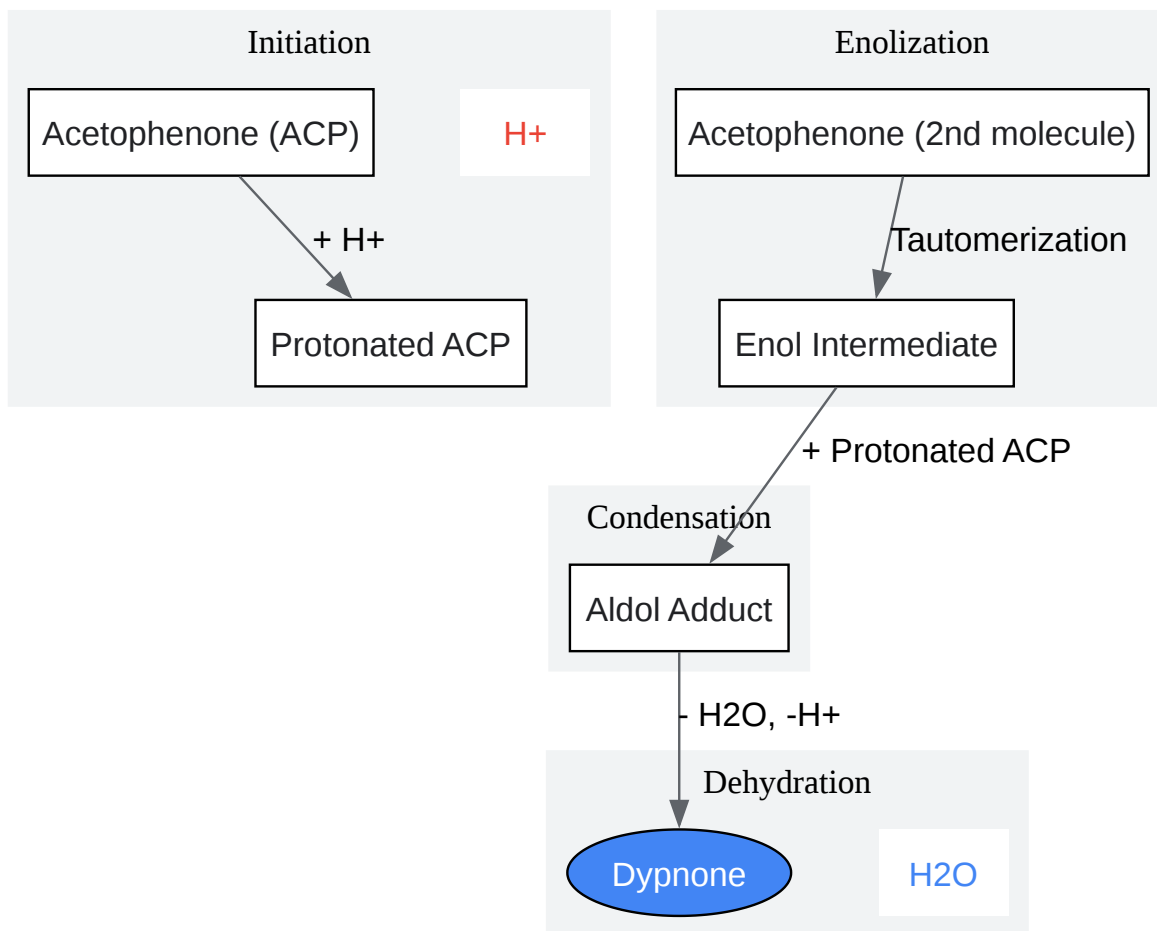 Initiation
Acetophenone (ACP)
H+
+ H+
Protonated ACP
Enolization
Acetophenone (2nd molecule)
Tautomerization
Enol Intermediate
+ Protonated ACP
Condensation
Aldol Adduct
- H2O, -H+
Dehydration
Dypnone
H2O